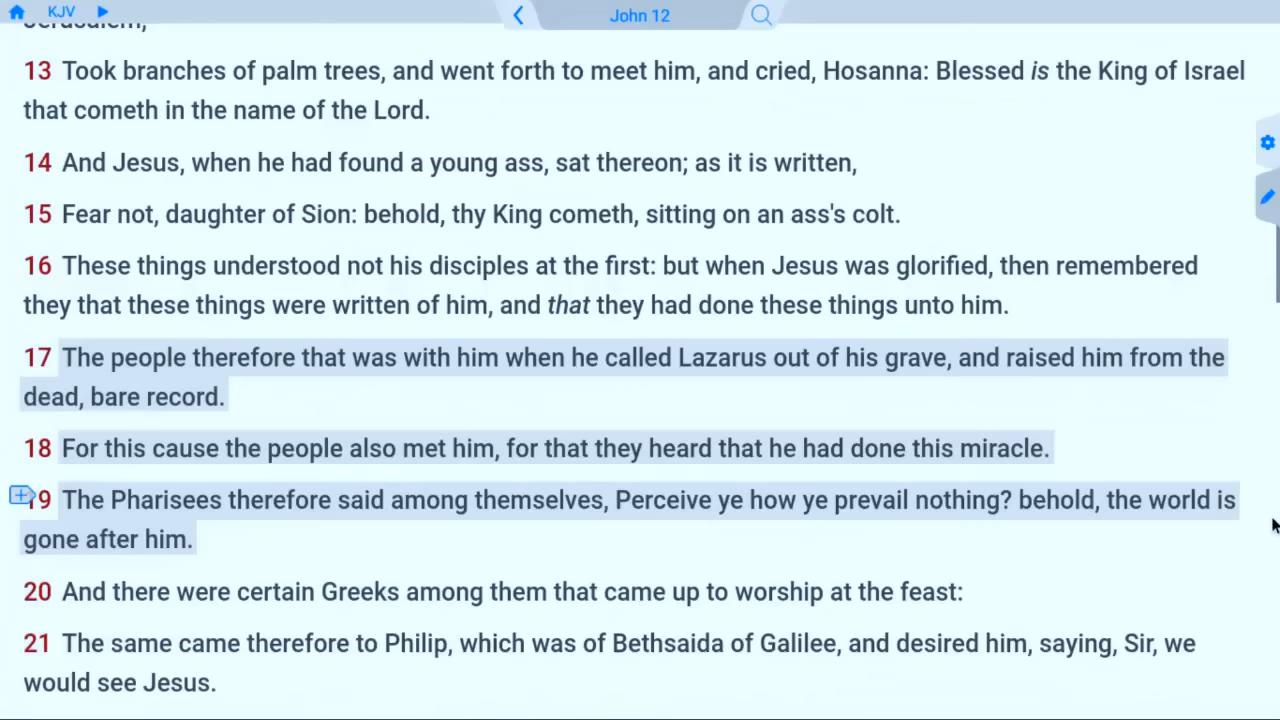 KJV
John 12
Jerusalem,
13 Took branches of palm trees, and went forth to meet him, and cried, Hosanna: Blessed is the King of Israel
that cometh in the name of the Lord.
14 And Jesus, when he had found a young ass, sat thereon; as it is written,
15 Fear not, daughter of Sion: behold, thy King cometh, sitting on an ass's colt.
16 These things understood not his disciples at the first: but when Jesus was glorified, then remembered
they that these things were written of him, and that they had done these things unto him.
17 The people therefore that was with him when he called Lazarus out of his grave, and raised him from the
dead, bare record.
18 For this cause the people also met him, for that they heard that he had done this miracle.
19 The Pharisees therefore said among themselves, Perceive ye how ye prevail nothing? behold, the world is
gone after him.
20 And there were certain Greeks among them that came up to worship at the feast:
21 The same came therefore to Philip, which was of Bethsaida of Galilee, and desired him, saying, Sir, we
would see Jesus.